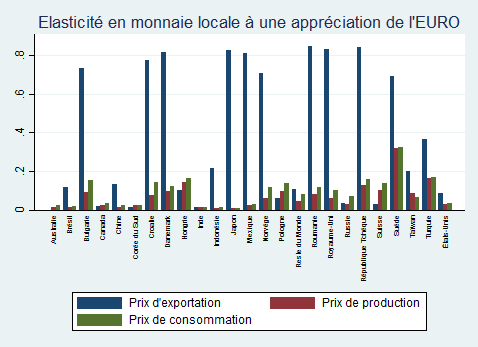 Elasticité en monnaie locale à une appréciation de l'EURO
.8
.6
.4
.2
0
Australie
Brésil
Bulgarie
Canada
Chine
Corée du Sud
Croatie
Danemark
Hongrie
Inde
Indonésie
Japon
Mexique
Norvège
Pologne
Reste du Monde
Roumanie
Royaume-Uni
Russie
République Tchèque
Suisse
Suède
Taïwan
Turquie
États-Unis
Prix d'exportation
Prix de production
Prix de consommation